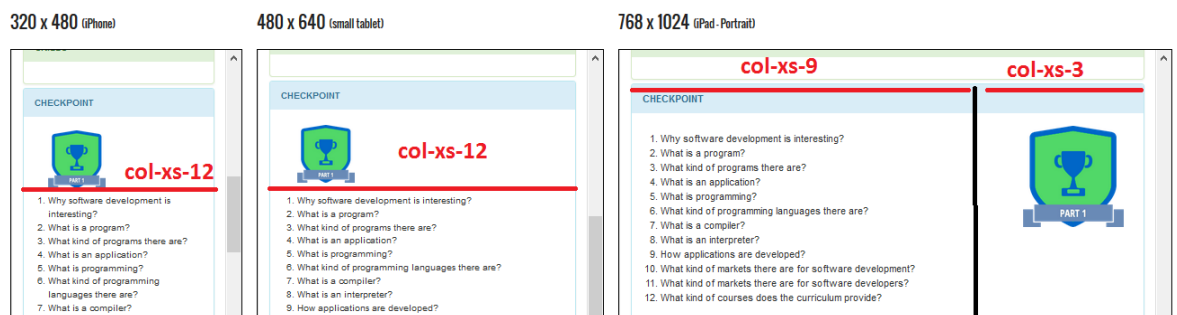 320 x 480 (iPhone)
CHECKPOINT
PART 1
col-xs-12
1. Why software development is
interesting?
2. What is a program?
3. What kind of programs there are?
4. What is an application?
5. What is programming?
6. What kind of programming
languages there are?
7. What is a compiler?
480 x 640 (small tablet)
CHECKPOINT
PART 1
col-xs-12
1. Why software development is interesting?
2. What is a program?
3. What kind of programs there are?
4. What is an application?
5. What is programming?
6. What kind of programming languages there are?
7. What is a compiler?
8. What is an interpreter?
9. How applications are developed?
768 x 1024 (iPad - Portrait)
col-xs-9
col-xs-3
CHECKPOINT
1. Why software development is interesting?
2. What is a program?
3. What kind of programs there are?
4. What is an application?
5. What is programming?
6. What kind of programming languages there are?
7. What is a compiler?
8. What is an interpreter?
9. How applications are developed?
10. What kind of markets there are for software development?
11. What kind of markets there are for software developers?
12. What kind of courses does the curriculum provide?
PART 1